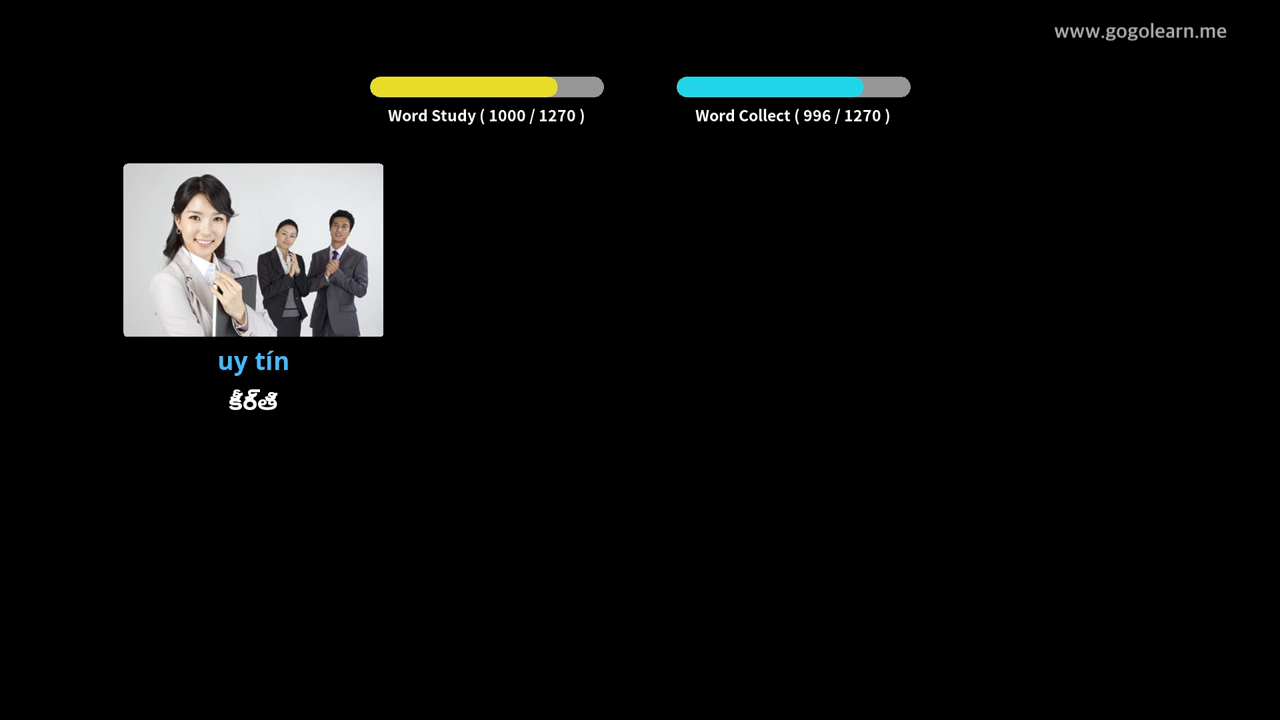 www.gogolearn.me
Word Study ( 1000 / 1270 )
Word Collect ( 996 / 1270 )
uy tín
కీర్తి